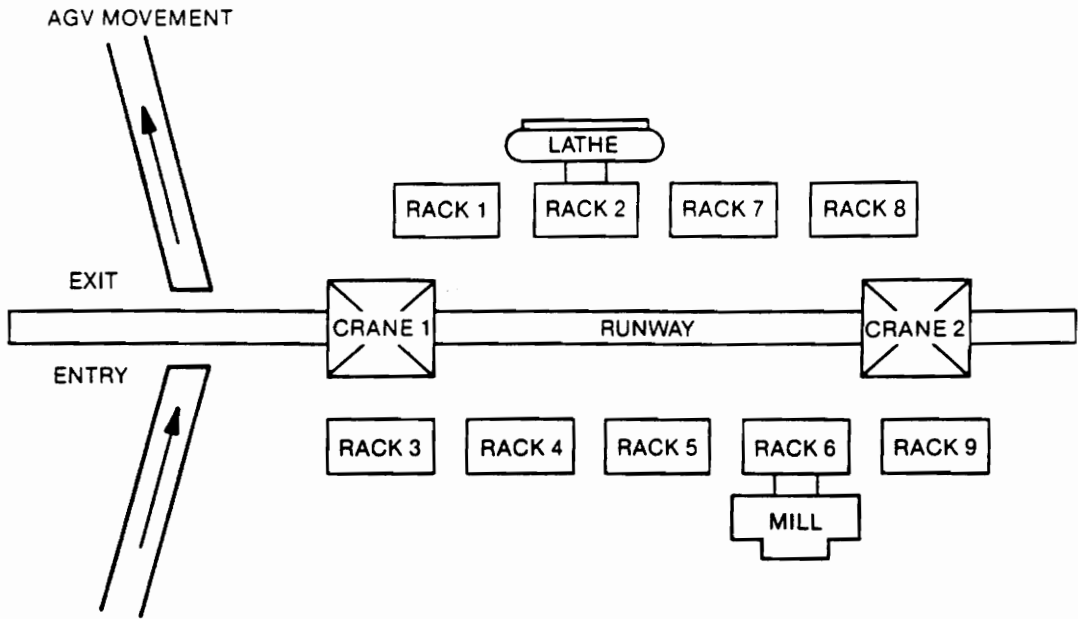 AGV MOVEMENT
LATHE
RACK 1 RACK 2 RACK 7 RACK 8
EXIT
CRANE 1 RUNWAY CRANE 2
ENTRY
RACK 3 RACK 4 RACK 5 RACK 6 RACK 9
MILL